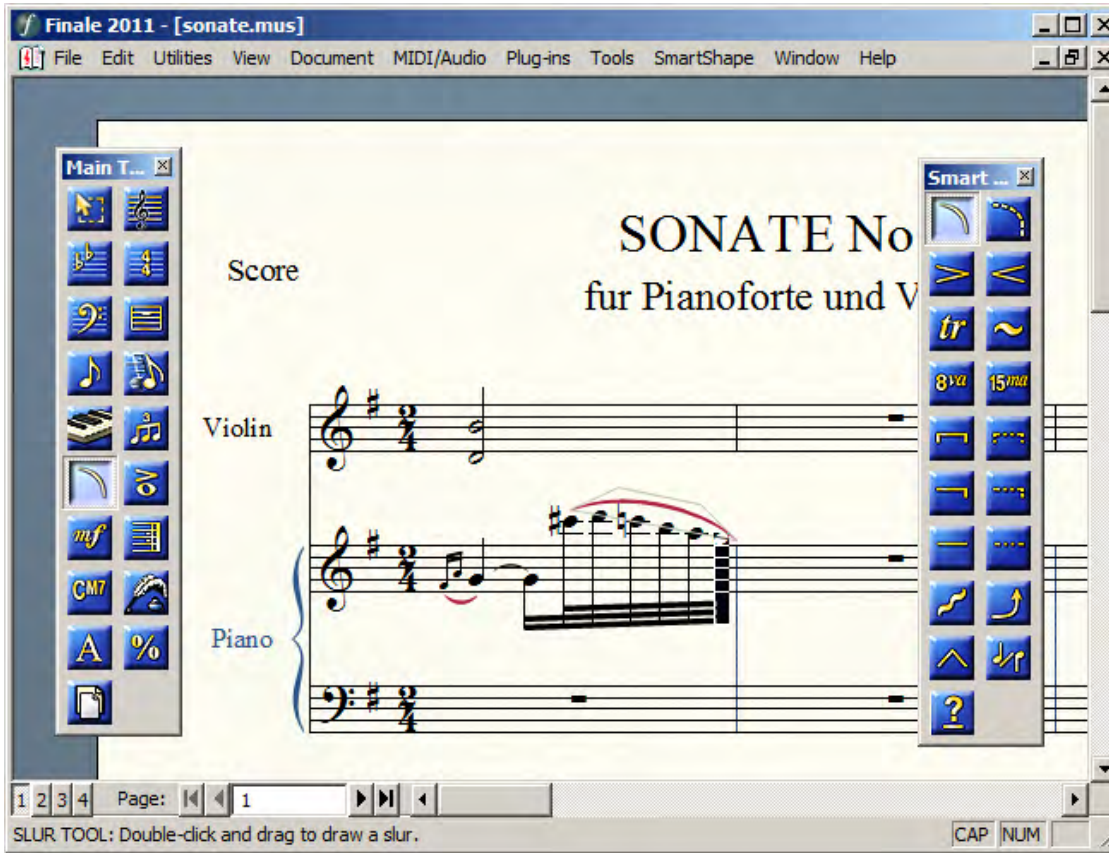 Finale 2011 - [sonate.mus]
File Edit Utilities View Document MIDI/Audio Plug-ins Tools SmartShape Window Help
Main T...
Smart ...
SONATE No
Score
fur Pianoforte und V
tr
8va 15ma
Violin
mf
CM7
Piano
A %
?
1 2 3 4 Page: 1
SLUR TOOL: Double-click and drag to draw a slur.
CAP NUM